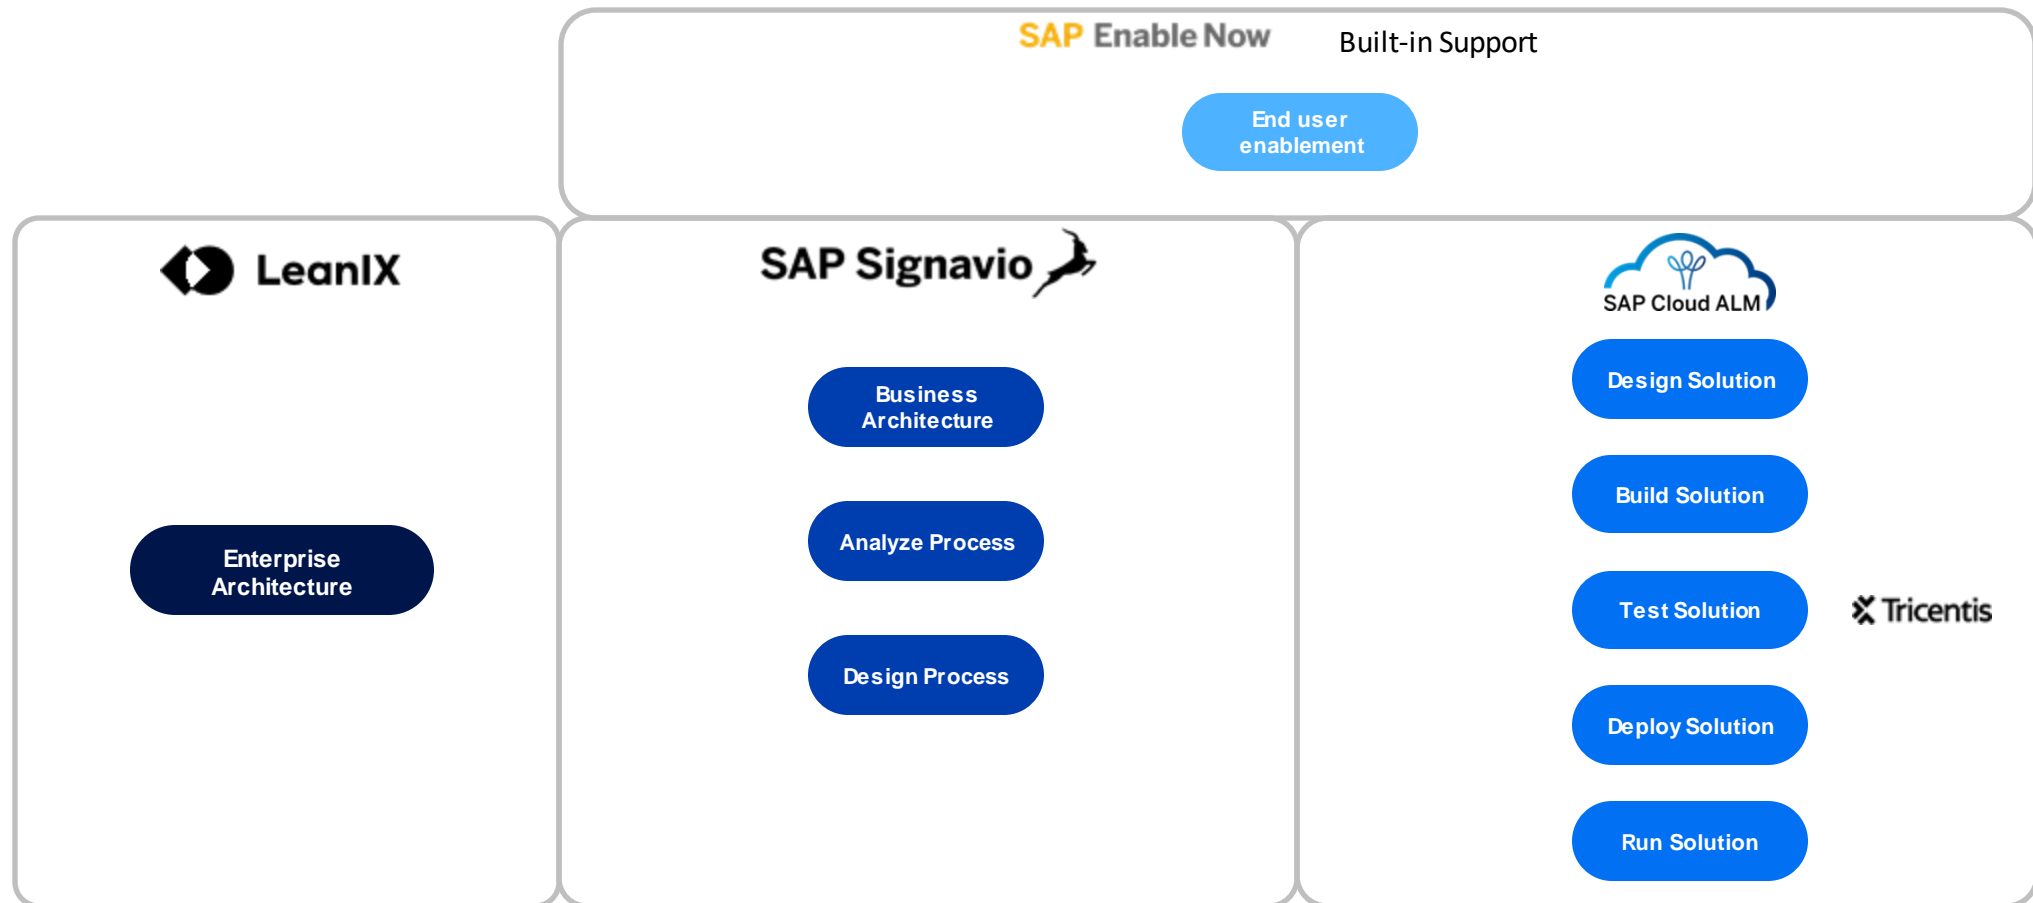 SAP Enable Now
Built-in Support
End user
enablement
LeanIX
Enterprise
Architecture
SAP Signavio
Business
Architecture
Analyze Process
Design Process
SAP Cloud ALM
Design Solution
Build Solution
Test Solution
Tricentis
Deploy Solution
Run Solution